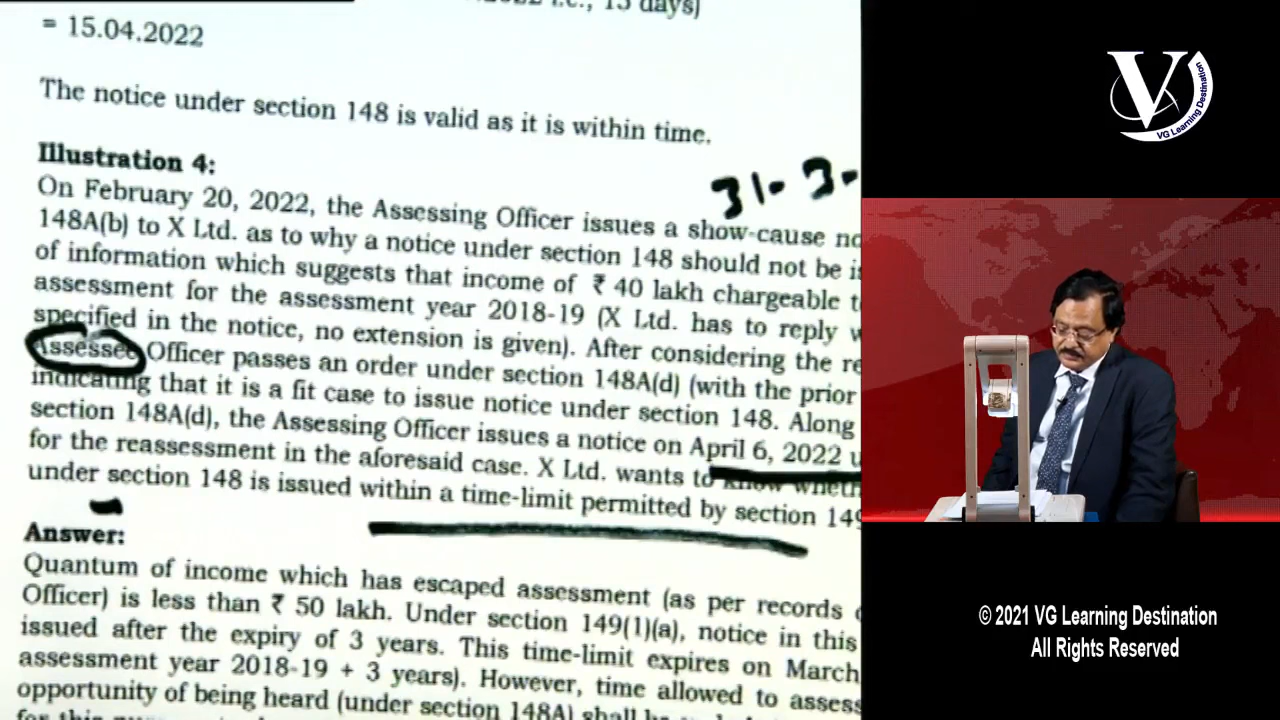 = 15.04.2022
The notice under section 148 is valid as it is within time.
Illustration 4:
31-3-
On February 20, 2022, the Assessing Officer issues a show-cause
148A(b) to X Ltd. as to why a notice under section 148 should not be
of information which suggests that income of ₹ 40 lakh chargeable
assessment for the assessment year 2018-19 (X Ltd. has to reply
specified in the notice, no extension is given). After considering the
Assessee Officer passes an order under section 148A(d) (with the prior
indicating that it is a fit case to issue notice under section 148. Along
section 148A(d), the Assessing Officer issues a notice on April 6, 2022
for the reassessment in the aforesaid case. X Ltd. wants to know
under section 148 is issued within a time-limit permitted by section
Answer:
Quantum of income which has escaped assessment (as per records
Officer) is less than ₹ 50 lakh. Under section 149(1)(a), notice in this
issued after the expiry of 3 years. This time-limit expires on March
assessment year 2018-19 + 3 years). However, time allowed to
opportunity of being heard (under section 148A) shall be
V
VG Learning Destination
© 2021 VG Learning Destination
All Rights Reserved